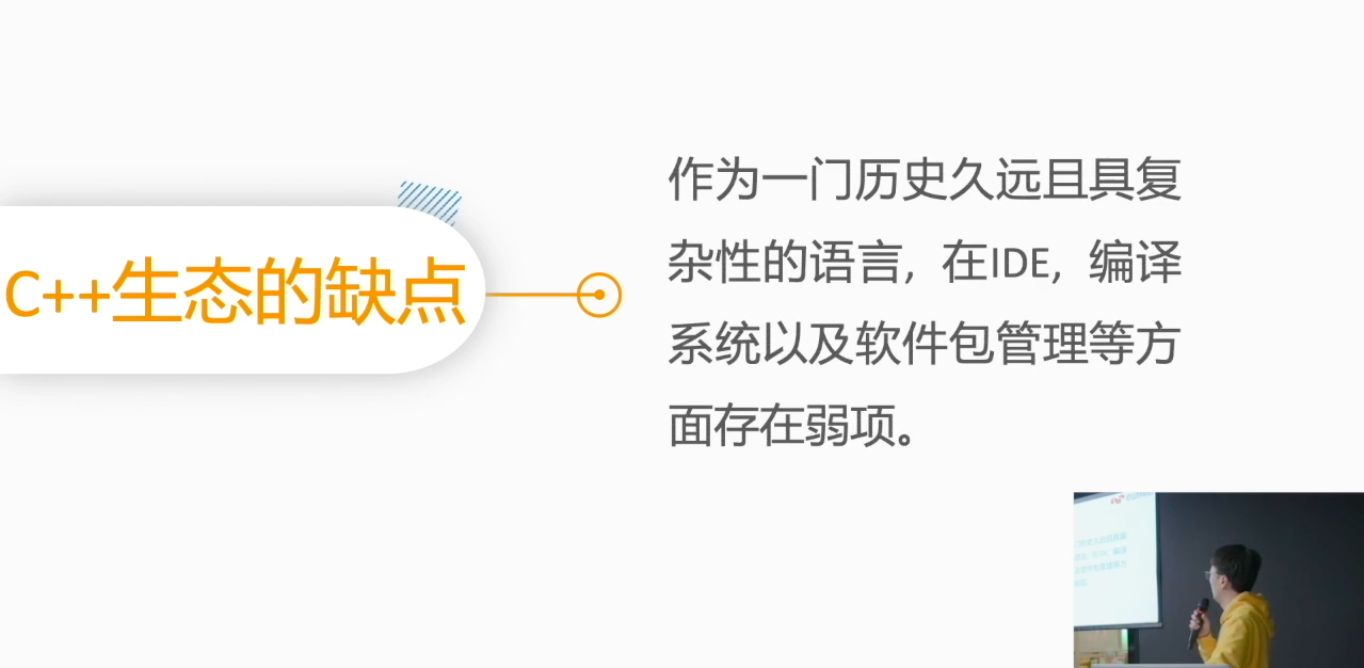 C++生态的缺点
作为一门历史久远且具复
杂性的语言，在IDE，编译
系统以及软件包管理等方
面存在弱项。